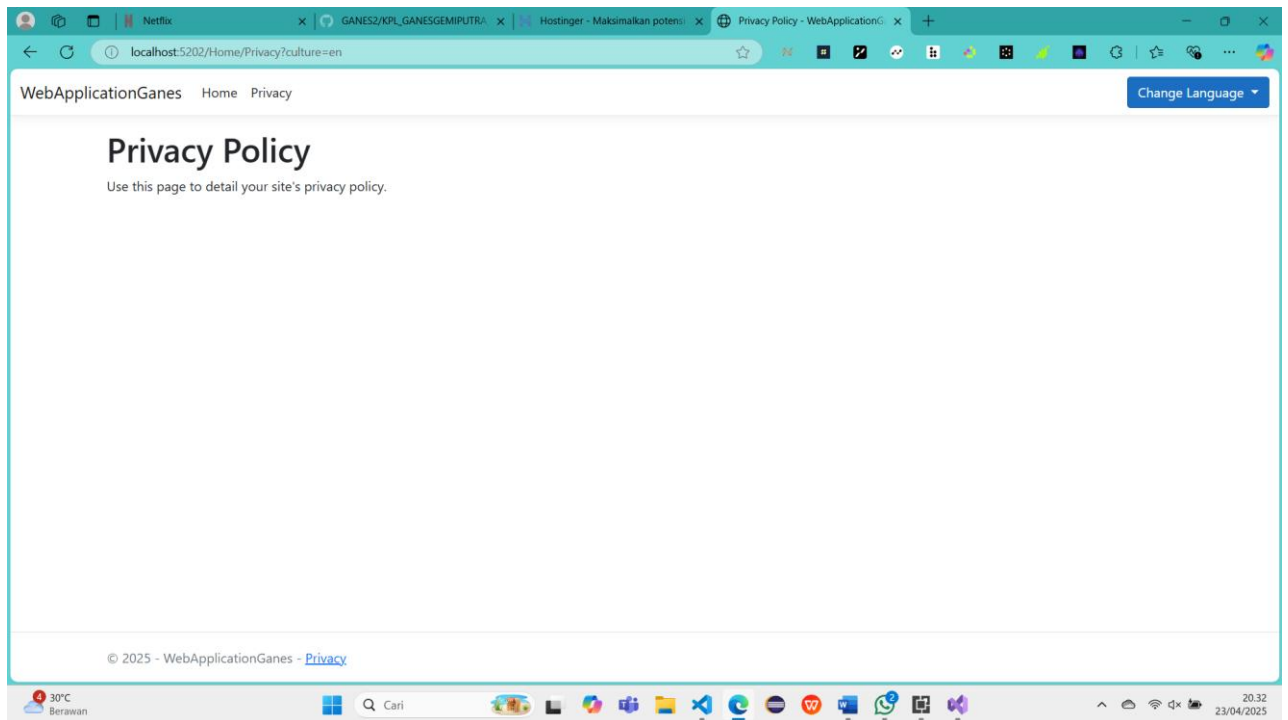 Netflix
GANES2/KPL_GANESGEMIPUTRA
Hostinger - Maksimalkan potensi
Privacy Policy - WebApplicationG
localhost:5202/Home/Privacy?culture=en
WebApplicationGanes Home Privacy
Change Language
Privacy Policy
Use this page to detail your site's privacy policy.
© 2025 - WebApplicationGanes - Privacy
4
30°C
Berawan
Cari
2
20.32
23/04/2025